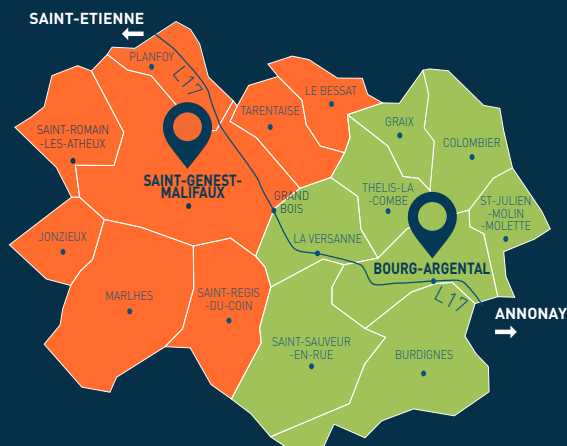 SAINT-ETIENNE
PLANFOY
L17
LE BESSAT
TARENTAISE
GRAIX
COLOMBIER
SAINT-ROMAIN
-LES-ATHEUX
SAINT-GENEST-
MALIFAUX
GRAND
BOIS
THELIS-LA
-COMBE
ST-JULIEN
-MOLIN
-MOLETTE
JONZIEUX
LA VERSANNE
BOURG-ARGENTAL
MARLHES
SAINT-REGIS
-DU-COIN
L17
ANNONAY
SAINT-SAUVEUR
-EN-RUE
BURDIGNES